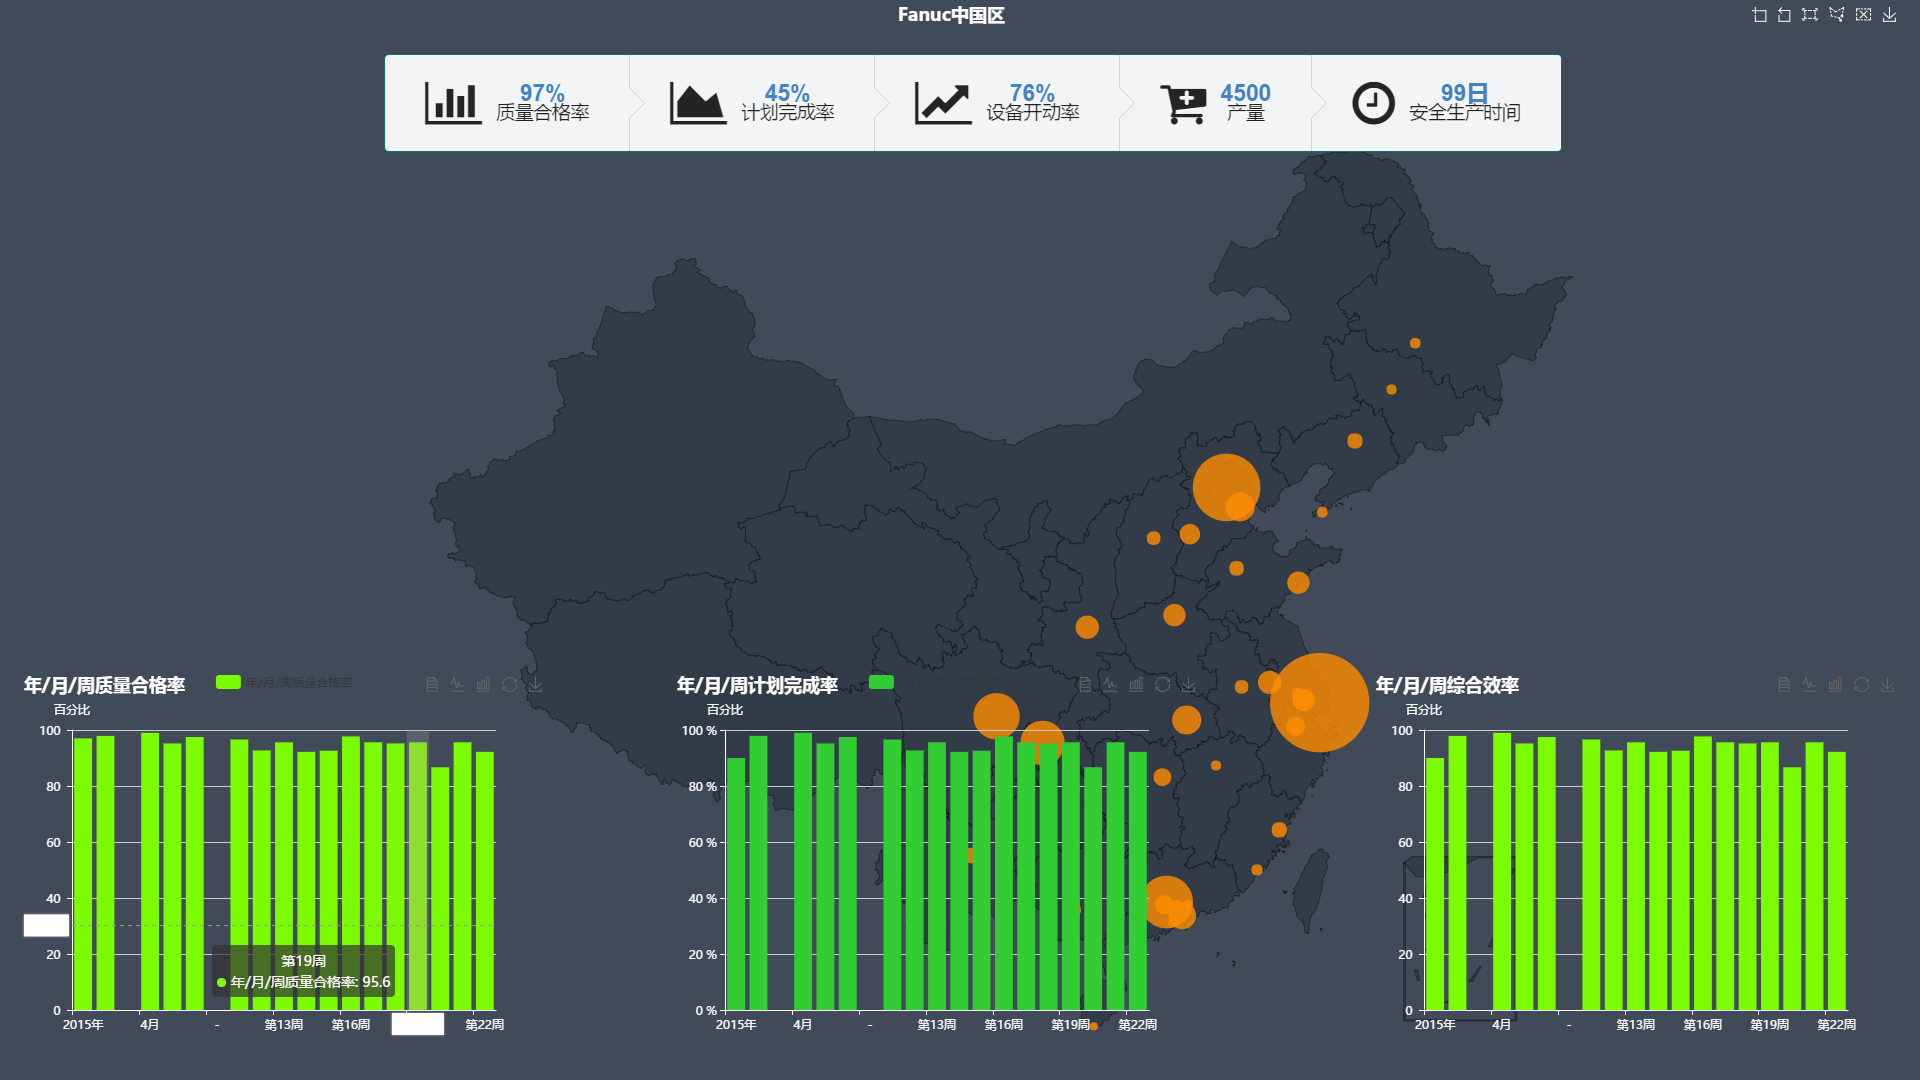 Fanuc中国区
97%
质量合格率
45%
计划完成率
76%
设备开动率
4500
产量
99日
安全生产时间
年/月/周质量合格率
年/月/周质量合格率
百分比
100
80
60
40
20
0
2015年 4月 - 第13周 第16周 第22周
第19周
年/月/周质量合格率: 95.6
年/月/周计划完成率
百分比
100 %
80 %
60 %
40 %
20 %
0 %
2015年 4月 - 第13周 第16周 第19周 第22周
年/月/周综合效率
百分比
100
80
60
40
20
0
2015年 4月 - 第13周 第16周 第19周 第22周